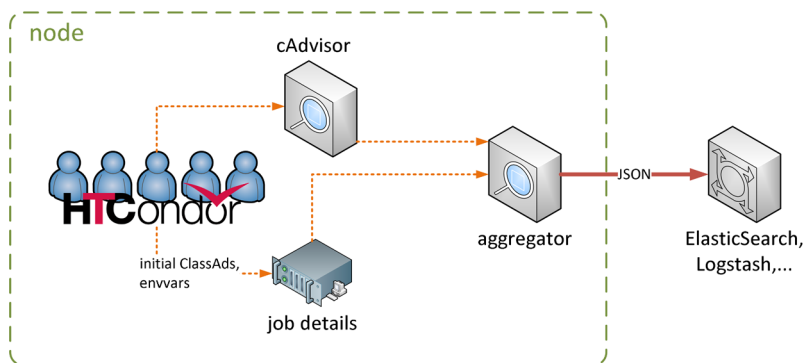 node
cAdvisor
HTCondor
JSON
aggregator
ElasticSearch,
Logstash,...
initial ClassAds,
envvars
job details